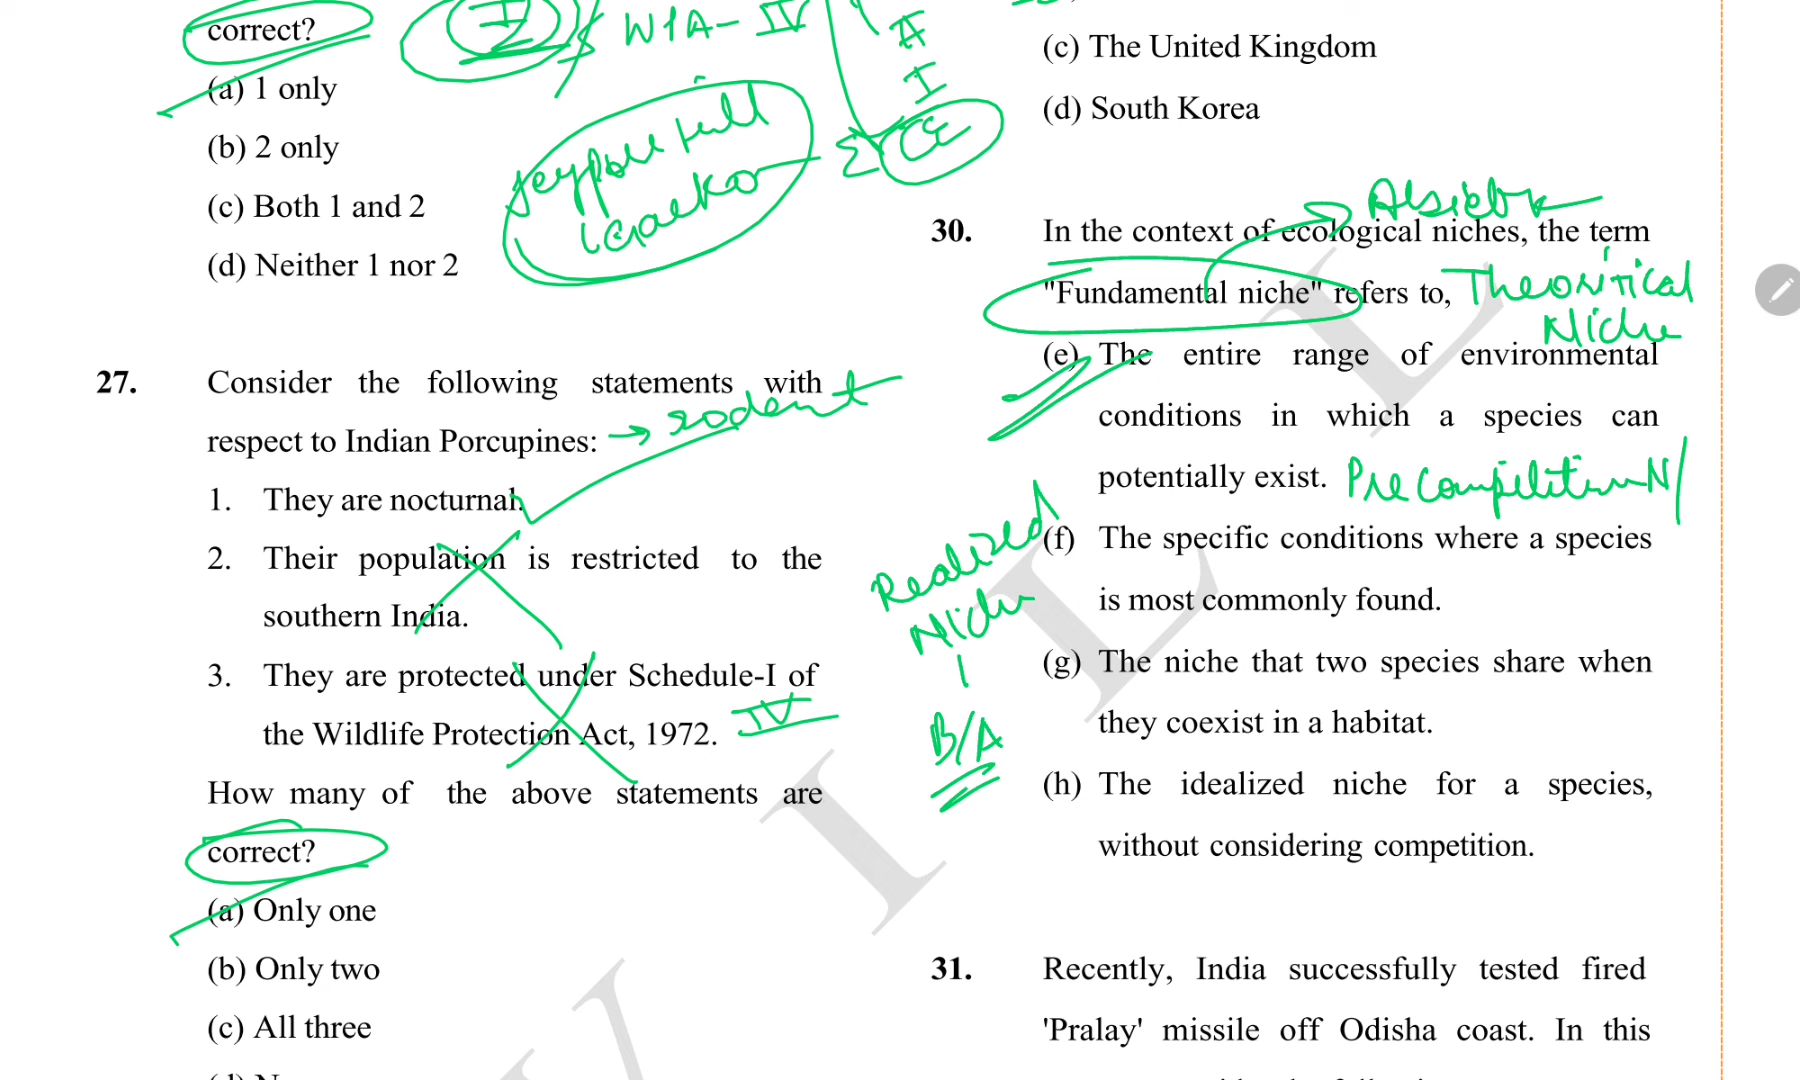 correct?
(a) 1 only
(b) 2 only
(c) Both 1 and 2
(d) Neither 1 nor 2
I
WPA- IV
II
I
CE
Jeypore hill
Gecko
27. Consider the following statements with
respect to Indian Porcupines: → rodent
1. They are nocturnal.
2. Their population is restricted to the
southern India.
3. They are protected under Schedule-I of
the Wildlife Protection Act, 1972. IV
How many of the above statements are
correct?
(a) Only one
(b) Only two
(c) All three
(c) The United Kingdom
(d) South Korea
30. In the context of ecological niches, the term
"Fundamental niche" refers to, Theoritical
Niche
(e) The entire range of environmental
conditions in which a species can
potentially exist. Pre Competition N
(f) The specific conditions where a species
is most commonly found.
(g) The niche that two species share when
they coexist in a habitat.
(h) The idealized niche for a species,
without considering competition.
Realized
Niche
B/A
31. Recently, India successfully tested fired
'Pralay' missile off Odisha coast. In this